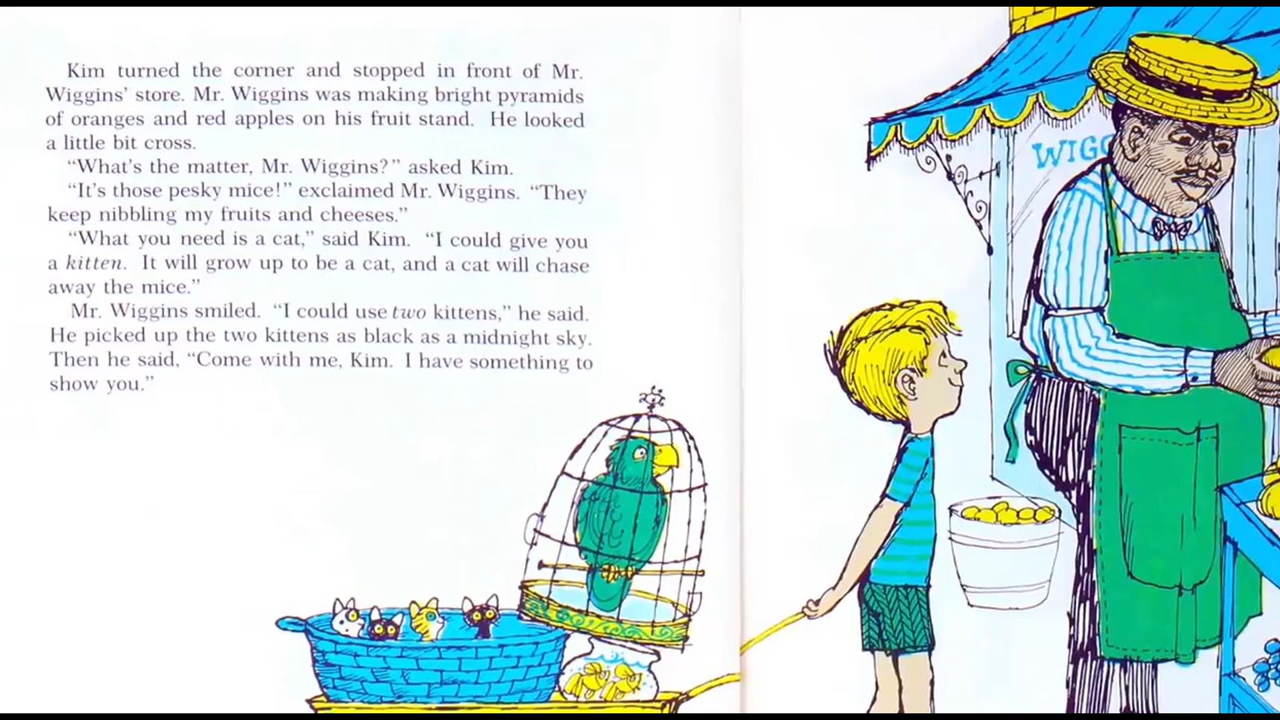 Kim turned the corner and stopped in front of Mr.
Wiggins' store. Mr. Wiggins was making bright pyramids
of oranges and red apples on his fruit stand. He looked
a little bit cross.
“What's the matter, Mr. Wiggins?” asked Kim.
“It's those pesky mice!” exclaimed Mr. Wiggins. “They
keep nibbling my fruits and cheeses.”
“What you need is a cat,” said Kim. “I could give you
a kitten. It will grow up to be a cat, and a cat will chase
away the mice.”
Mr. Wiggins smiled. “I could use two kittens,” he said.
He picked up the two kittens as black as a midnight sky.
Then he said, “Come with me, Kim. I have something to
show you.”
WIGG